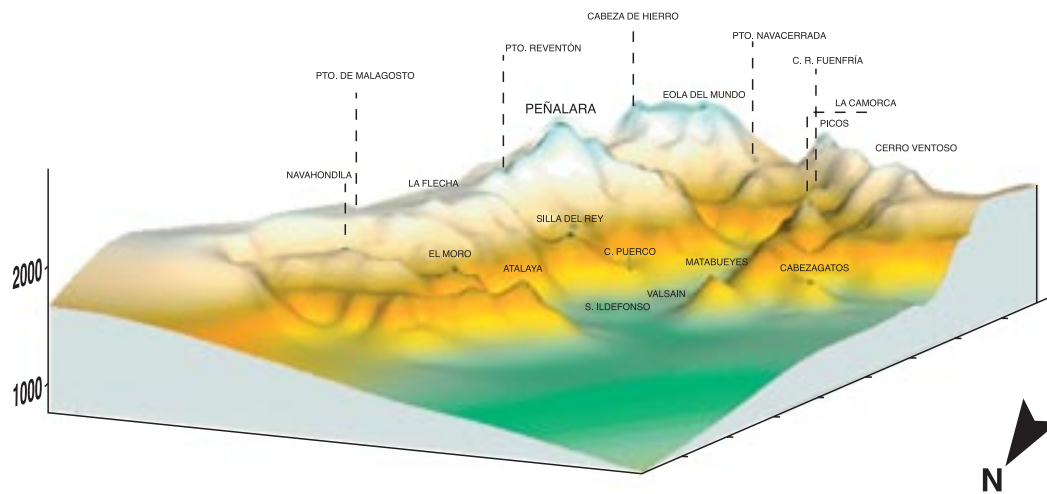 CABEZA DE HIERRO
PTO. NAVACERRADA
PTO. REVENTÓN
C. R. FUENFRÍA
PTO. DE MALAGOSTO
EOLA DEL MUNDO
LA CAMORCA
PEÑALARA
PICOS
CERRO VENTOSO
NAVAHONDILA
LA FLECHA
SILLA DEL REY
EL MORO
C. PUERCO
ATALAYA
MATABUEYES
CABEZAGATOS
2000
VALSAIN
S. ILDEFONSO
1000
N